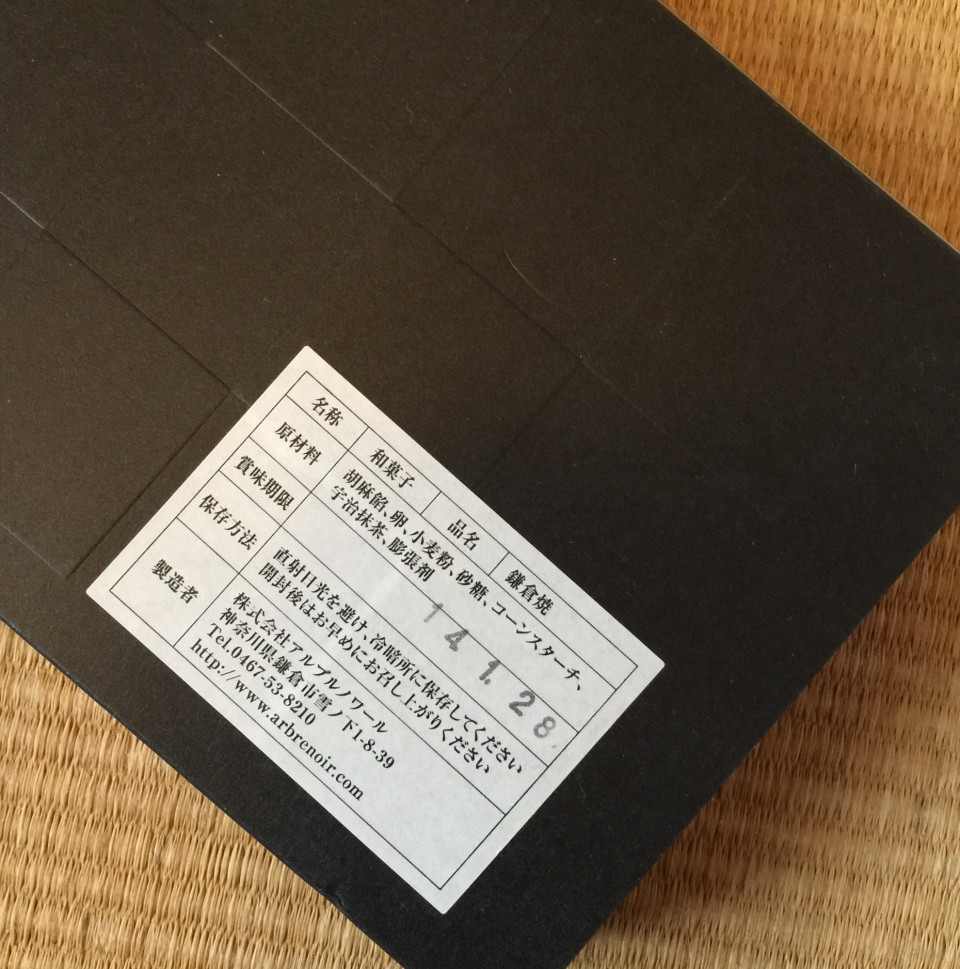 名称 和菓子 品名 鎌倉焼
原材料 胡麻餡、卵、小麦粉、砂糖、コーンスターチ、
宇治抹茶、膨張剤
賞味期限 14 1. 28
保存方法 直射日光を避け、冷暗所に保存してください
開封後はお早めにお召し上がりください
製造者 株式会社アルブルノワール
神奈川県鎌倉市雪ノ下1-8-39
Tel.0467-53-8210
http://www.arbrenoir.com